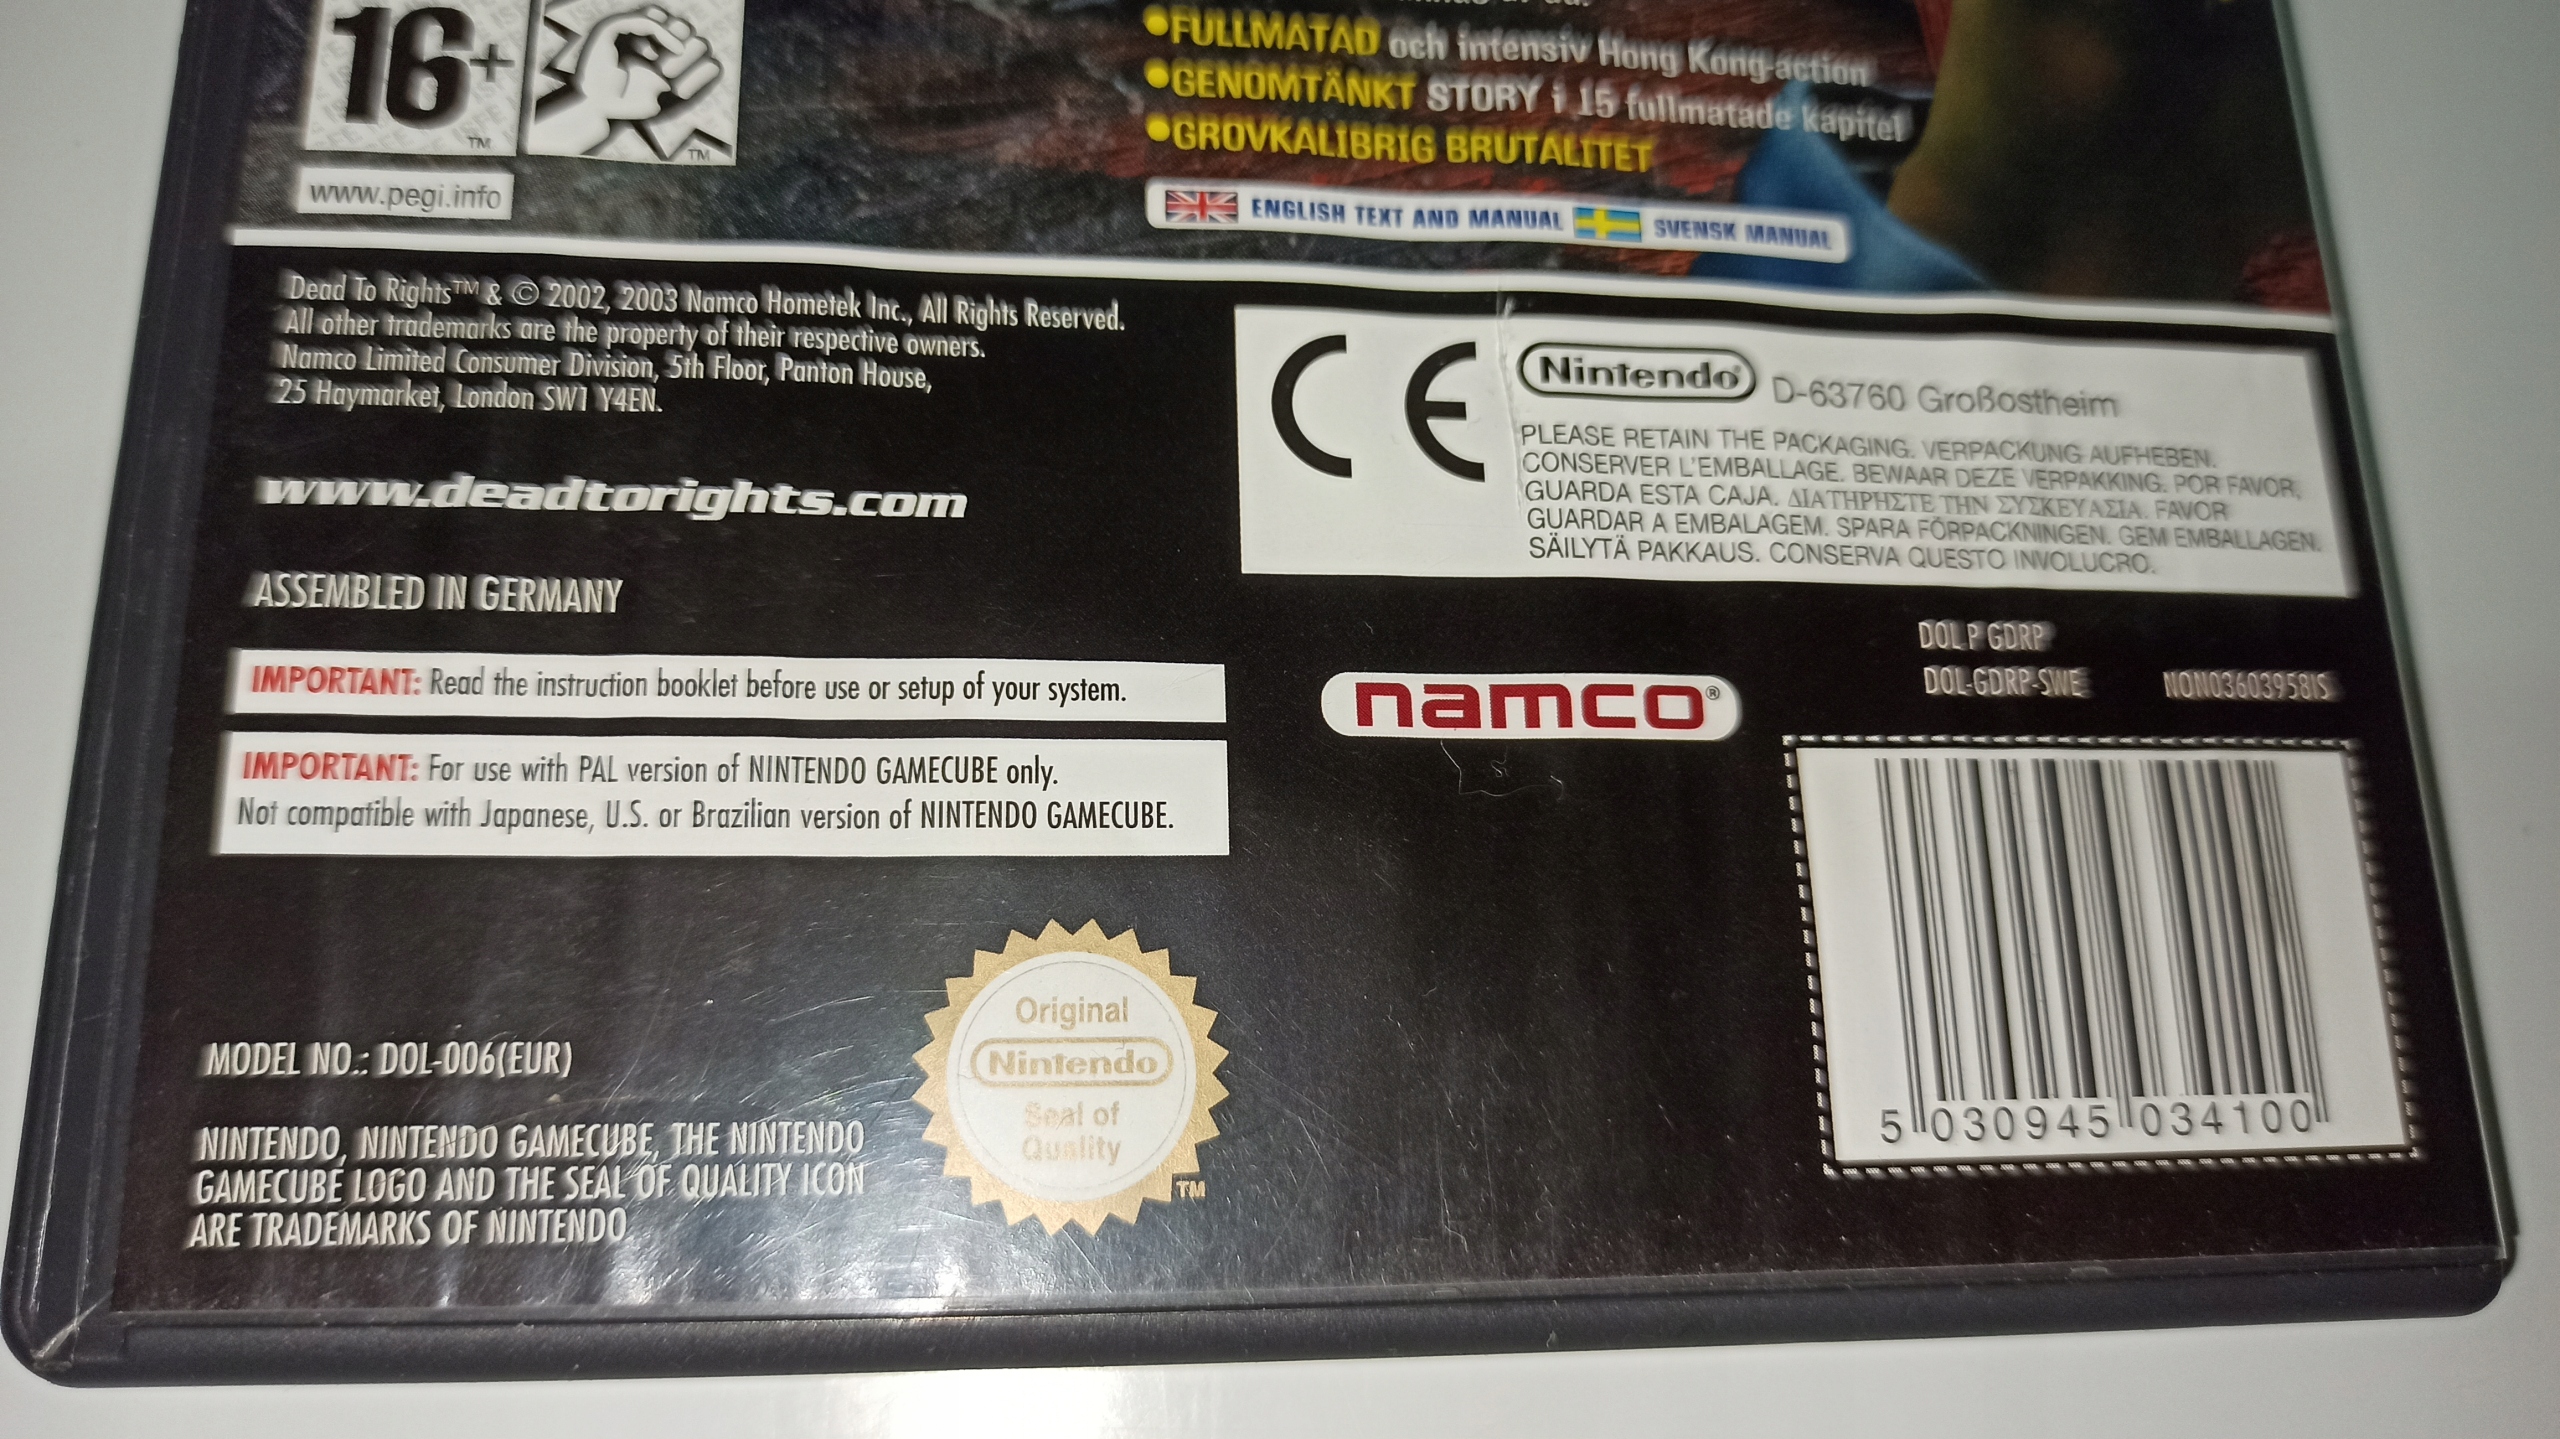 16+
TM
TM
www.pegi.info
•FULLMATAD och intensiv Hong Kong-action
•GENOMTÄNKT STORY i 15 fullmatade kapitel
•GROVKALIBRIG BRUTALITET
ENGLISH TEXT AND MANUAL SVENSK MANUAL
Dead To Rights™ & © 2002, 2003 Namco Hometek Inc., All Rights Reserved.
All other trademarks are the property of their respective owners.
Namco Limited Consumer Division, 5th Floor, Panton House,
25 Haymarket, London SW1 Y4EN.
www.deadtorights.com
ASSEMBLED IN GERMANY
IMPORTANT: Read the instruction booklet before use or setup of your system.
IMPORTANT: For use with PAL version of NINTENDO GAMECUBE only.
Not compatible with Japanese, U.S. or Brazilian version of NINTENDO GAMECUBE.
MODEL NO.: DOL-006(EUR)
NINTENDO, NINTENDO GAMECUBE, THE NINTENDO
GAMECUBE LOGO AND THE SEAL OF QUALITY ICON
ARE TRADEMARKS OF NINTENDO
Original
Nintendo
Seal of
Quality
TM
CE
Nintendo® D-63760 Großostheim
PLEASE RETAIN THE PACKAGING. VERPACKUNG AUFHEBEN.
CONSERVER L'EMBALLAGE. BEWAAR DEZE VERPAKKING. POR FAVOR,
GUARDA ESTA CAJA. ΔΙΑΤΗΡΗΣΤΕ ΤΗΝ ΣΥΣΚΕΥΑΣΙΑ. FAVOR
GUARDAR A EMBALAGEM. SPARA FÖRPACKNINGEN. GEM EMBALLAGEN.
SÄILYTÄ PAKKAUS. CONSERVA QUESTO INVOLUCRO.
namco®
DOL P GDRP
DOL-GDRP-SWE NON03603958IS
5 030945 034100